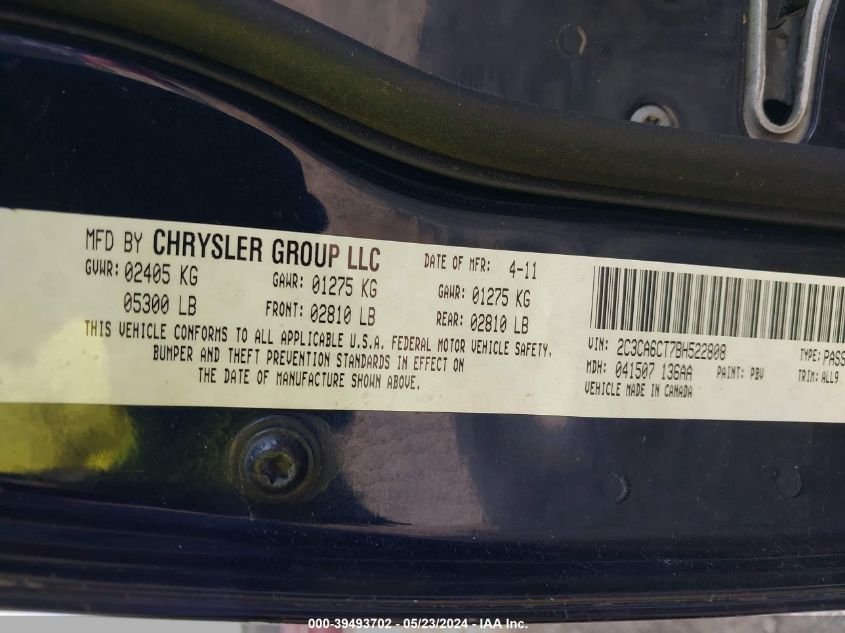 MFD BY CHRYSLER GROUP LLC DATE OF MFR: 4-11
GVWR: 02405 KG GAWR: 01275 KG GAWR: 01275 KG
05300 LB FRONT: 02810 LB REAR: 02810 LB
THIS VEHICLE CONFORMS TO ALL APPLICABLE U.S.A. FEDERAL MOTOR VEHICLE SAFETY,
BUMPER AND THEFT PREVENTION STANDARDS IN EFFECT ON
THE DATE OF MANUFACTURE SHOWN ABOVE.
VIN: 2C3CA6CT7BH522808 TYPE: PASS
MDH: 041507 136AA PAINT: PBV TRIM: ALL9
VEHICLE MADE IN CANADA
000-39493702 - 05/23/2024 - IAA Inc.